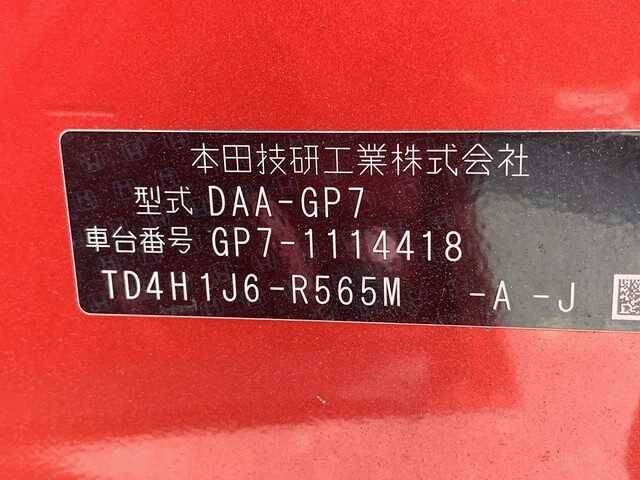 本田技研工業株式会社
型式 DAA-GP7
車台番号 GP7-1114418
TD4H1J6-R565M -A -J